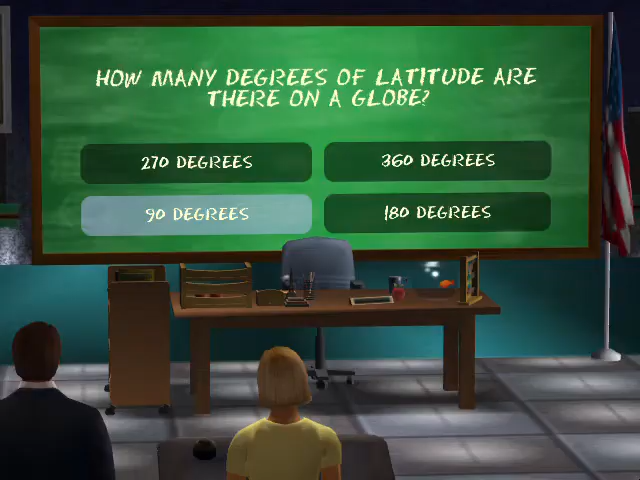 HOW MANY DEGREES OF LATITUDE ARE
THERE ON A GLOBE?
270 DEGREES
360 DEGREES
90 DEGREES
180 DEGREES